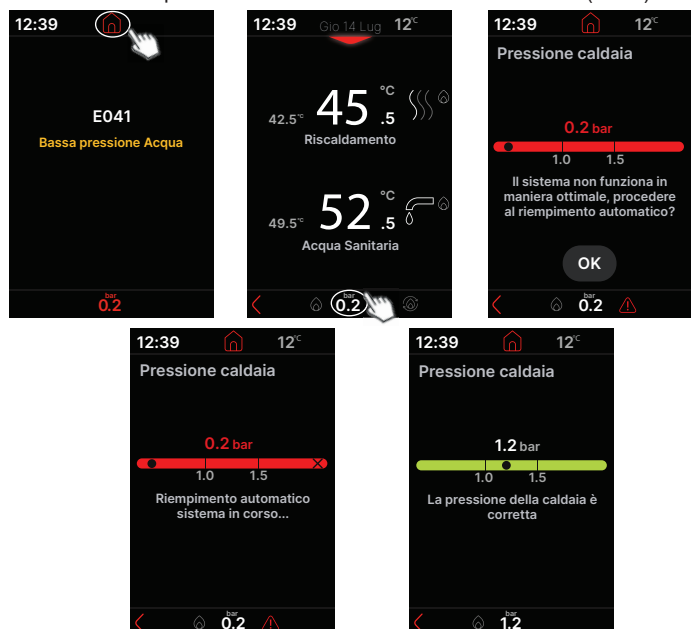 12:39
E041
Bassa pressione Acqua
bar
0.2
12:39 Gio 14 Lug 12°C
42.5°C 45.5 °C
Riscaldamento
49.5°C 52.5 °C
Acqua Sanitaria
bar
0.2
12:39 12°C
Pressione caldaia
0.2 bar
1.0 1.5
Il sistema non funziona in
maniera ottimale, procedere
al riempimento automatico?
OK
bar
0.2
12:39 12°C
Pressione caldaia
0.2 bar
1.0 1.5
Riempimento automatico
sistema in corso...
bar
0.2
12:39 12°C
Pressione caldaia
1.2 bar
1.0 1.5
La pressione della caldaia è
corretta
bar
1.2